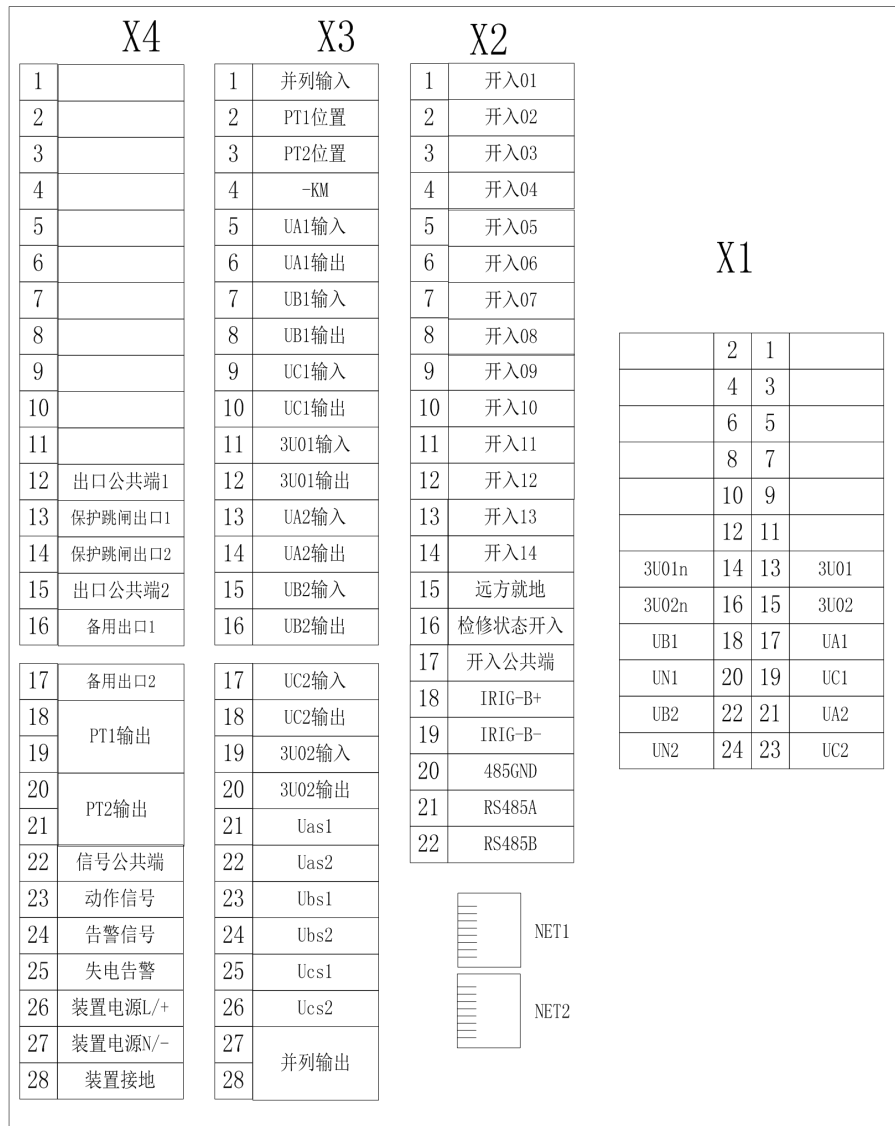 X4
1
2
3
4
5
6
7
8
9
10
11
12 出口公共端1
13 保护跳闸出口1
14 保护跳闸出口2
15 出口公共端2
16 备用出口1
17 备用出口2
18
PT1输出
19
20
PT2输出
21
22 信号公共端
23 动作信号
24 告警信号
25 失电告警
26 装置电源L/+
27 装置电源N/-
28 装置接地
X3
1 并列输入
2 PT1位置
3 PT2位置
4 -KM
5 UA1输入
6 UA1输出
7 UB1输入
8 UB1输出
9 UC1输入
10 UC1输出
11 3U01输入
12 3U01输出
13 UA2输入
14 UA2输出
15 UB2输入
16 UB2输出
17 UC2输入
18 UC2输出
19 3U02输入
20 3U02输出
21 Uas1
22 Uas2
23 Ubs1
24 Ubs2
25 Ucs1
26 Ucs2
27
并列输出
28
X2
1 开入01
2 开入02
3 开入03
4 开入04
5 开入05
6 开入06
7 开入07
8 开入08
9 开入09
10 开入10
11 开入11
12 开入12
13 开入13
14 开入14
15 远方就地
16 检修状态开入
17 开入公共端
18 IRIG-B+
19 IRIG-B-
20 485GND
21 RS485A
22 RS485B
NET1
NET2
X1
2 1
4 3
6 5
8 7
10 9
12 11
3U01n 14 13 3U01
3U02n 16 15 3U02
UB1 18 17 UA1
UN1 20 19 UC1
UB2 22 21 UA2
UN2 24 23 UC2